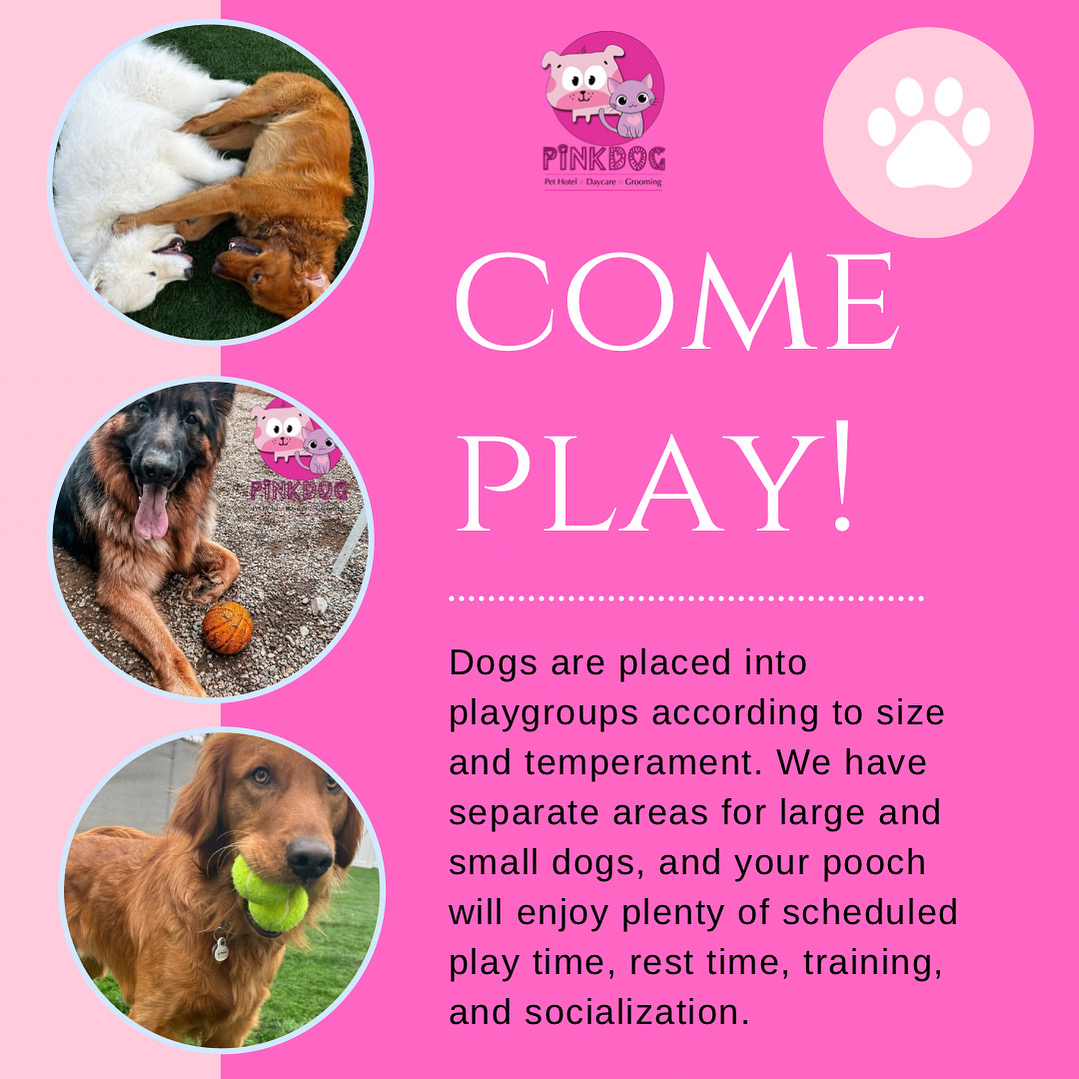 PINKDOG
Pet Hotel Daycare Grooming
COME
PLAY!
PINKDOG
Dogs are placed into
playgroups according to size
and temperament. We have
separate areas for large and
small dogs, and your pooch
will enjoy plenty of scheduled
play time, rest time, training,
and socialization.